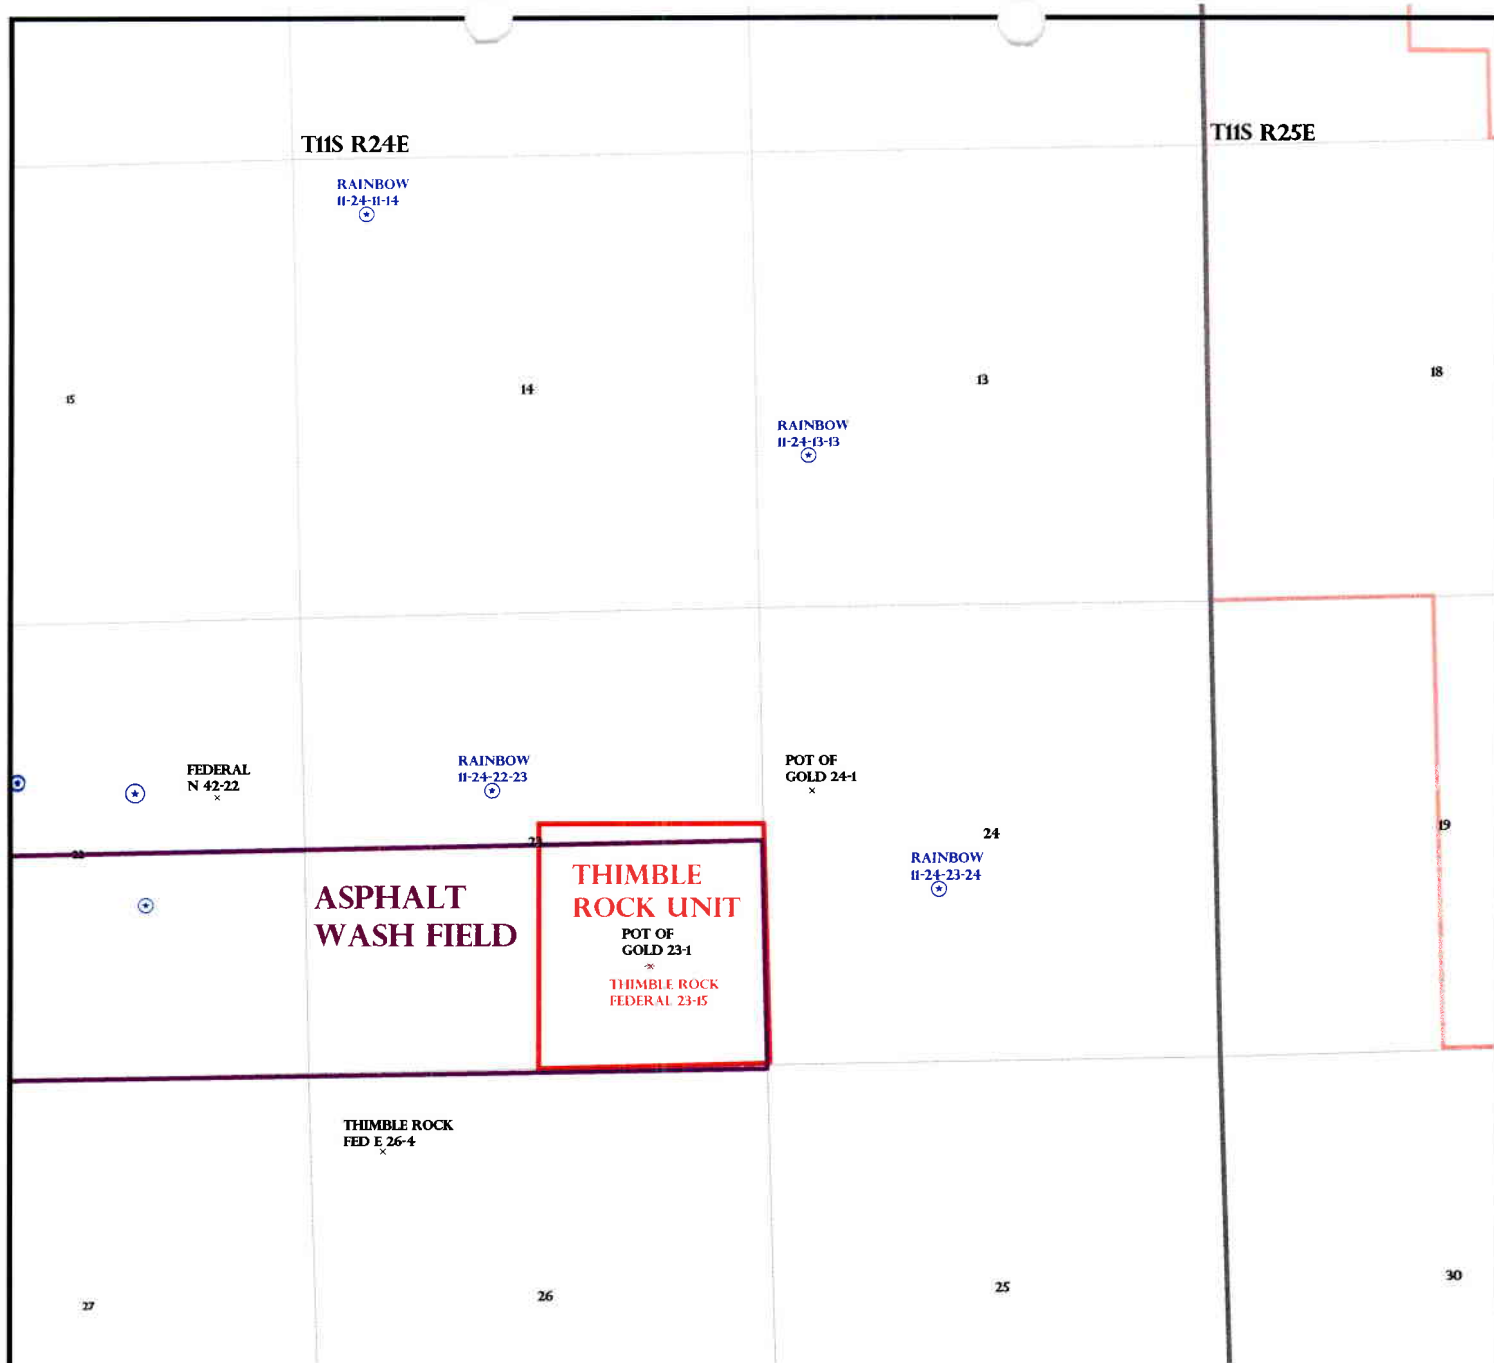 T11S R24E
T11S R25E
RAINBOW
11-24-11-14
15
14
13
18
RAINBOW
11-24-13-13
FEDERAL
N 42-22
RAINBOW
11-24-22-23
POT OF
GOLD 24-1
22
23
24
19
RAINBOW
11-24-23-24
ASPHALT
WASH FIELD
THIMBLE
ROCK UNIT
POT OF
GOLD 23-1
THIMBLE ROCK
FEDERAL 23-15
THIMBLE ROCK
FED E 26-4
27
26
25
30